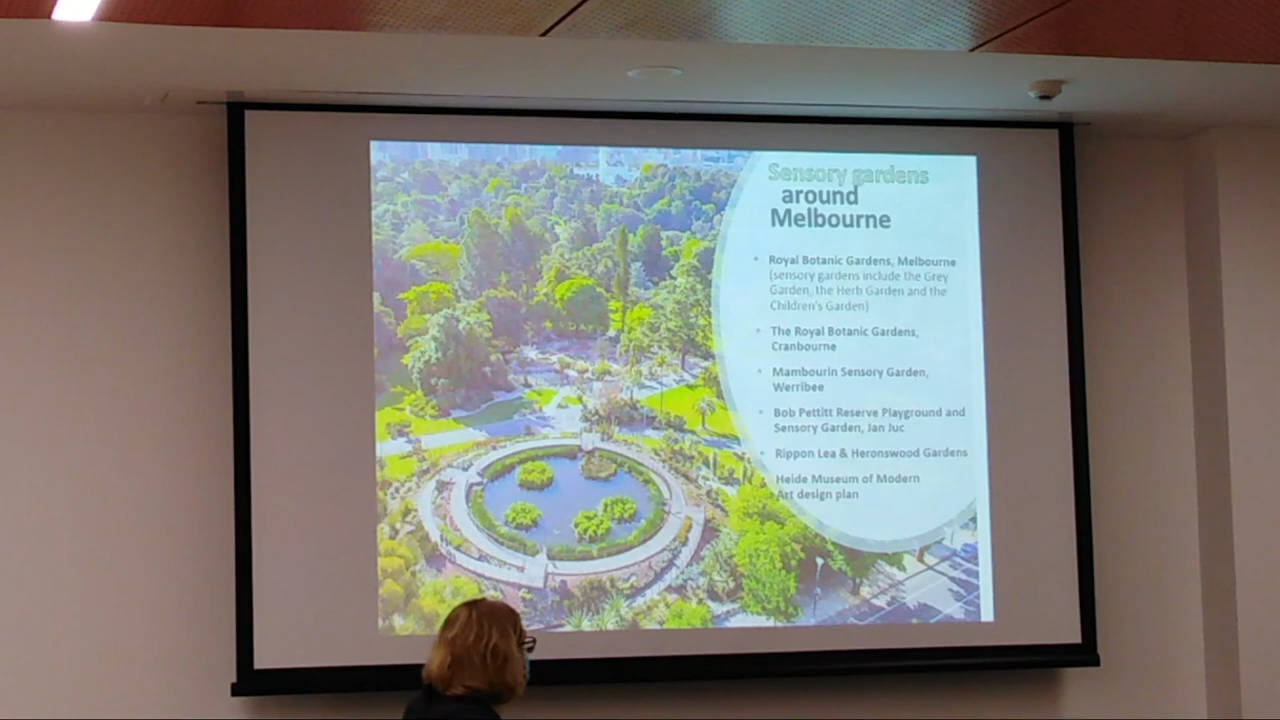 Sensory gardens
around
Melbourne
• Royal Botanic Gardens, Melbourne
(sensory gardens include the Grey
Garden, the Herb Garden and the
Children's Garden)
• The Royal Botanic Gardens,
Cranbourne
• Mambourin Sensory Garden,
Werribee
• Bob Pettitt Reserve Playground and
Sensory Garden, Jan Juc
• Rippon Lea & Heronswood Gardens
Heide Museum of Modern
Art design plan